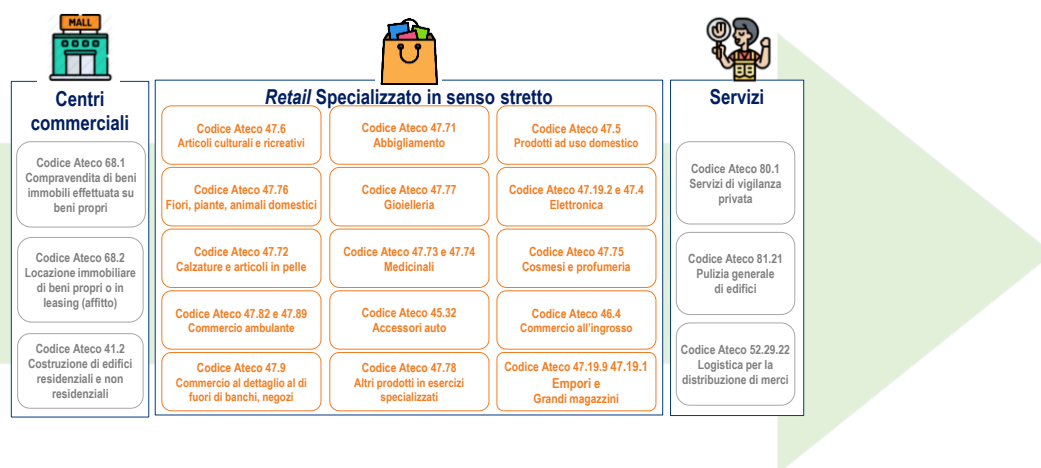 MALL
Centri
commerciali
Codice Ateco 68.1
Compravendita di beni
immobili effettuata su
beni propri
Codice Ateco 68.2
Locazione immobiliare
di beni propri o in
leasing (affitto)
Codice Ateco 41.2
Costruzione di edifici
residenziali e non
residenziali
Retail Specializzato in senso stretto
Codice Ateco 47.6
Articoli culturali e ricreativi
Codice Ateco 47.71
Abbigliamento
Codice Ateco 47.5
Prodotti ad uso domestico
Codice Ateco 47.76
Fiori, piante, animali domestici
Codice Ateco 47.77
Gioielleria
Codice Ateco 47.19.2 e 47.4
Elettronica
Codice Ateco 47.72
Calzature e articoli in pelle
Codice Ateco 47.73 e 47.74
Medicinali
Codice Ateco 47.75
Cosmesi e profumeria
Codice Ateco 47.82 e 47.89
Commercio ambulante
Codice Ateco 45.32
Accessori auto
Codice Ateco 46.4
Commercio all'ingrosso
Codice Ateco 47.9
Commercio al dettaglio al di
fuori di banchi, negozi
Codice Ateco 47.78
Altri prodotti in esercizi
specializzati
Codice Ateco 47.19.9 47.19.1
Empori e
Grandi magazzini
Servizi
Codice Ateco 80.1
Servizi di vigilanza
privata
Codice Ateco 81.21
Pulizia generale
di edifici
Codice Ateco 52.29.22
Logistica per la
distribuzione di merci